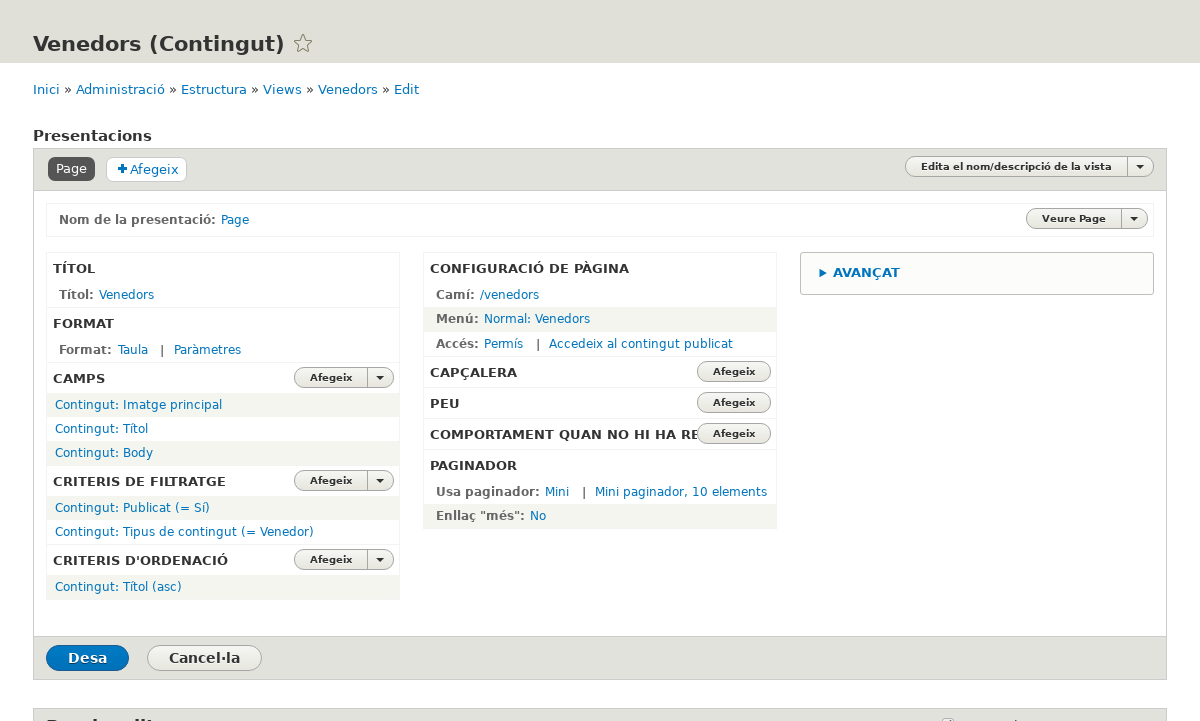 Venedors (Contingut)
Inici » Administració » Estructura » Views » Venedors » Edit
Presentacions
Page
Afegeix
Edita el nom/descripció de la vista
Nom de la presentació: Page
Veure Page
TÍTOL
Títol: Venedors
FORMAT
Format: Taula | Paràmetres
CAMPS
Afegeix
Contingut: Imatge principal
Contingut: Títol
Contingut: Body
CRITERIS DE FILTRATGE
Afegeix
Contingut: Publicat (= Sí)
Contingut: Tipus de contingut (= Venedor)
CRITERIS D'ORDENACIÓ
Afegeix
Contingut: Títol (asc)
CONFIGURACIÓ DE PÀGINA
Camí: /venedors
Menú: Normal: Venedors
Accés: Permís | Accedeix al contingut publicat
CAPÇALERA
Afegeix
PEU
Afegeix
COMPORTAMENT QUAN NO HI HA RE
Afegeix
PAGINADOR
Usa paginador: Mini | Mini paginador, 10 elements
Enllaç "més": No
AVANÇAT
Desa
Cancel·la